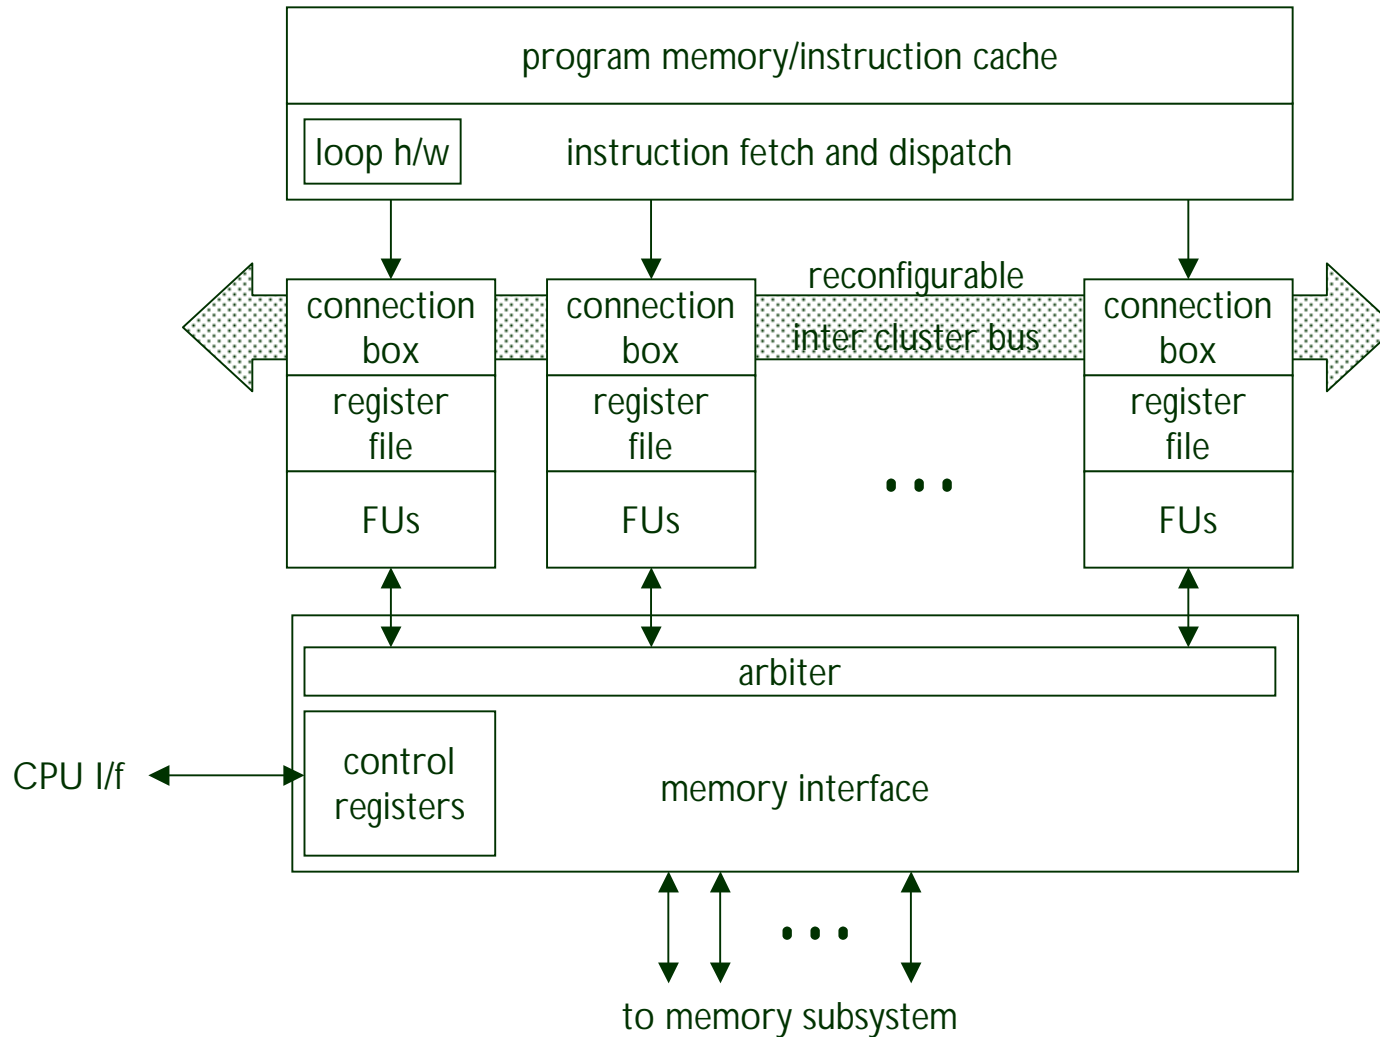 program memory/instruction cache
loop h/w
instruction fetch and dispatch
reconfigurable
inter cluster bus
connection
box
register
file
FUs
connection
box
register
file
FUs
connection
box
register
file
FUs
arbiter
CPU I/f
control
registers
memory interface
to memory subsystem